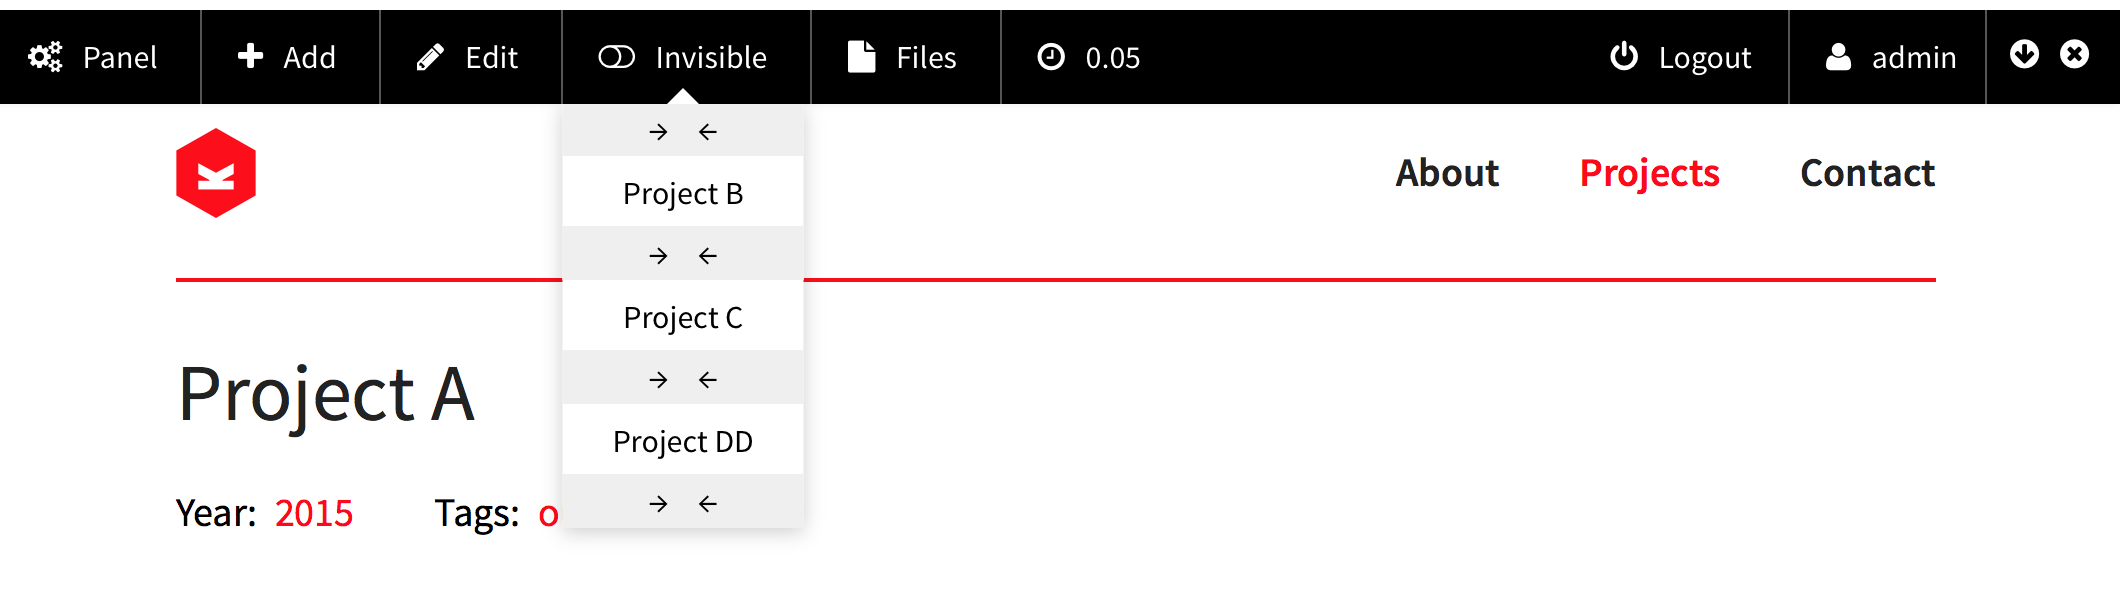 Panel Add Edit Invisible Files 0.05 Logout admin
→ ←
Project B
→ ←
Project C
→ ←
Project DD
→ ←
About Projects Contact
Project A
Year: 2015 Tags: